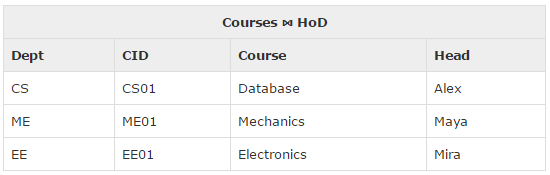 Courses ⋈ HoD
Dept CID Course Head
CS CS01 Database Alex
ME ME01 Mechanics Maya
EE EE01 Electronics Mira